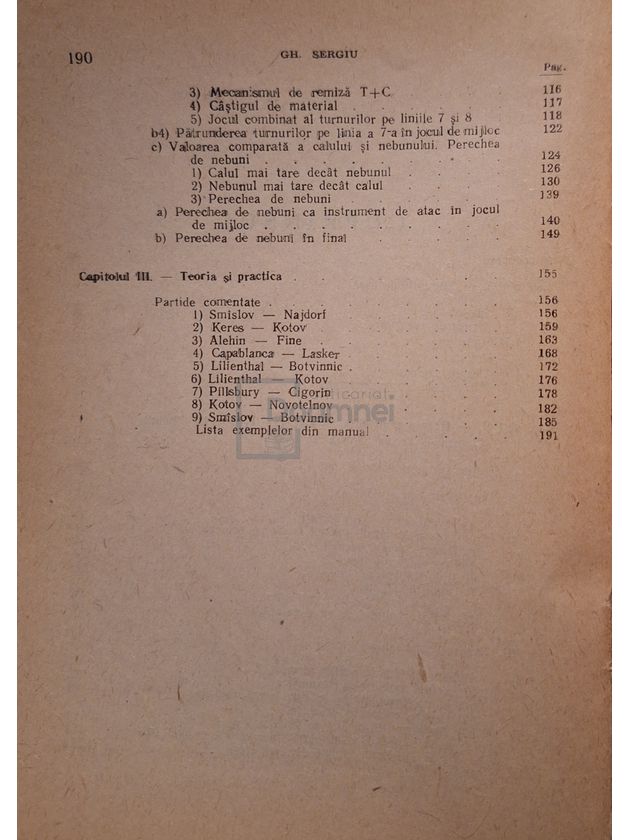 190
GH. SERGIU
Pag.
3) Mecanismul de remiză T+C . . . . 116
4) Câștigul de material . . . . . . 117
5) Jocul combinat al turnurilor pe liniile 7 și 8 118
b4) Pătrunderea turnurilor pe linia a 7-a în jocul de mijloc 122
c) Valoarea comparată a calului și nebunului. Perechea
de nebuni . . . . . . . . . 124
1) Calul mai tare decât nebunul . . . . 126
2) Nebunul mai tare decât calul . . . . 130
3) Perechea de nebuni . . . . . . 139
a) Perechea de nebuni ca instrument de atac în jocul
de mijloc . . . . . . . . . 140
b) Perechea de nebuni în final . . . . 149
Capitolul III. — Teoria și practica . . . . . 155
Partide comentate . . . . . . . . 156
1) Smîslov — Najdorf . . . . . . 156
2) Keres — Kotov . . . . . . . 159
3) Alehin — Fine . . . . . . . 163
4) Capablanca — Lasker . . . . . 168
5) Lilienthal — Botvinnic . . . . . 172
6) Lilienthal — Kotov . . . . . 176
7) Pillsbury — Cigorin . . . . . 178
8) Kotov — Novotelnov . . . . . 182
9) Smîslov — Botvinnic . . . . . 185
Lista exemplelor din manual . . . . 191